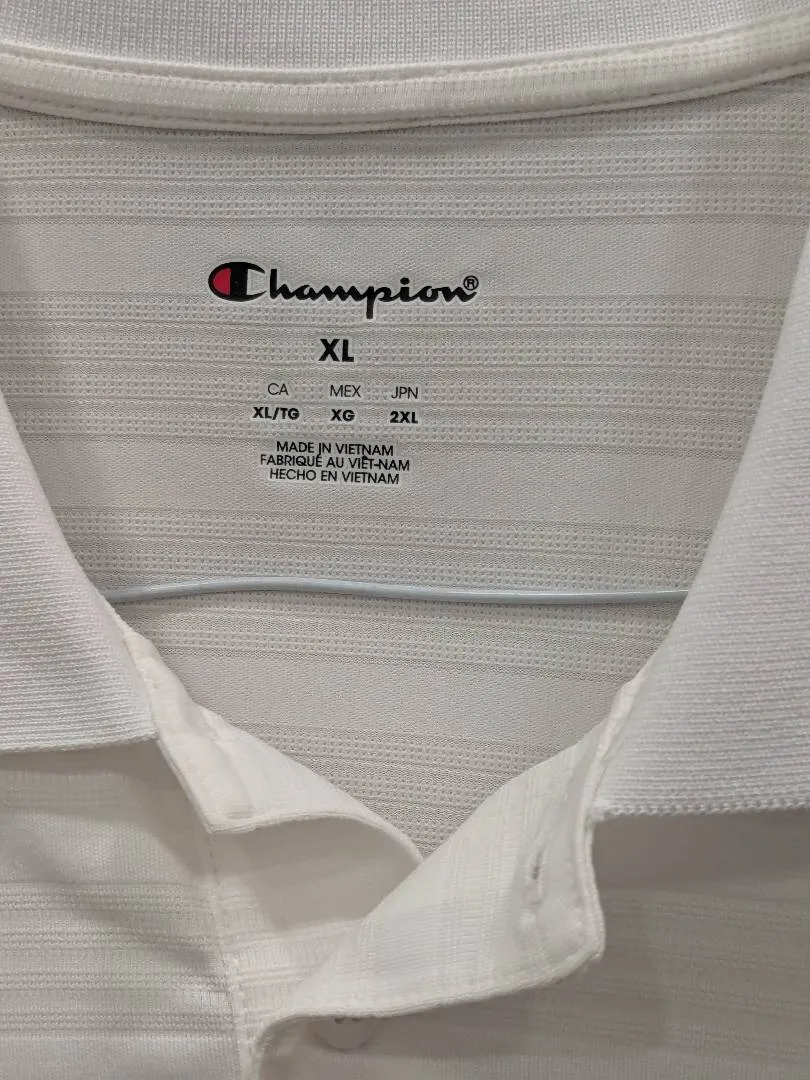 Champion®
XL
CA MEX JPN
XL/TG XG 2XL
MADE IN VIETNAM
FABRIQUÉ AU VIÊT-NAM
HECHO EN VIETNAM